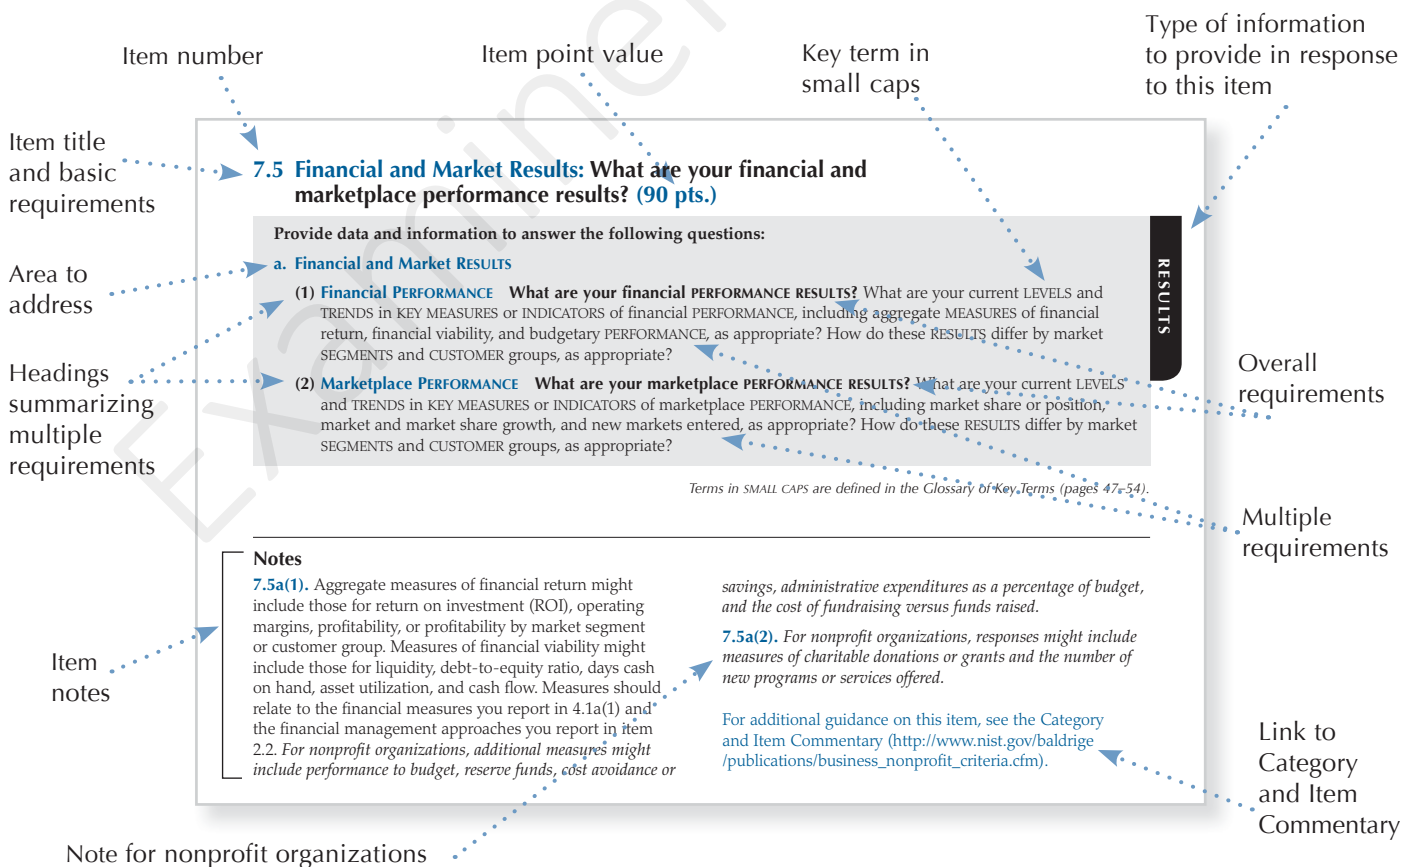 Type of information
to provide in response
to this item
Item number
Item point value
Key term in
small caps
Item title
and basic
requirements
Area to
address
Headings
summarizing
multiple
requirements
Item
notes
Note for nonprofit organizations
7.5 Financial and Market Results: What are your financial and
marketplace performance results? (90 pts.)
Provide data and information to answer the following questions:
a. Financial and Market RESULTS
(1) Financial PERFORMANCE What are your financial PERFORMANCE RESULTS? What are your current LEVELS and
TRENDS in KEY MEASURES or INDICATORS of financial PERFORMANCE, including aggregate MEASURES of financial
return, financial viability, and budgetary PERFORMANCE, as appropriate? How do these RESULTS differ by market
SEGMENTS and CUSTOMER groups, as appropriate?
(2) Marketplace PERFORMANCE What are your marketplace PERFORMANCE RESULTS? What are your current LEVELS
and TRENDS in KEY MEASURES or INDICATORS of marketplace PERFORMANCE, including market share or position,
market and market share growth, and new markets entered, as appropriate? How do these RESULTS differ by market
SEGMENTS and CUSTOMER groups, as appropriate?
Terms in SMALL CAPS are defined in the Glossary of Key Terms (pages 47–54).
RESULTS
Notes
7.5a(1). Aggregate measures of financial return might
include those for return on investment (ROI), operating
margins, profitability, or profitability by market segment
or customer group. Measures of financial viability might
include those for liquidity, debt-to-equity ratio, days cash
on hand, asset utilization, and cash flow. Measures should
relate to the financial measures you report in 4.1a(1) and
the financial management approaches you report in item
2.2. For nonprofit organizations, additional measures might
include performance to budget, reserve funds, cost avoidance or
savings, administrative expenditures as a percentage of budget,
and the cost of fundraising versus funds raised.
7.5a(2). For nonprofit organizations, responses might include
measures of charitable donations or grants and the number of
new programs or services offered.
For additional guidance on this item, see the Category
and Item Commentary (http://www.nist.gov/baldrige
/publications/business_nonprofit_criteria.cfm).
Overall
requirements
Multiple
requirements
Link to
Category
and Item
Commentary
Examiner